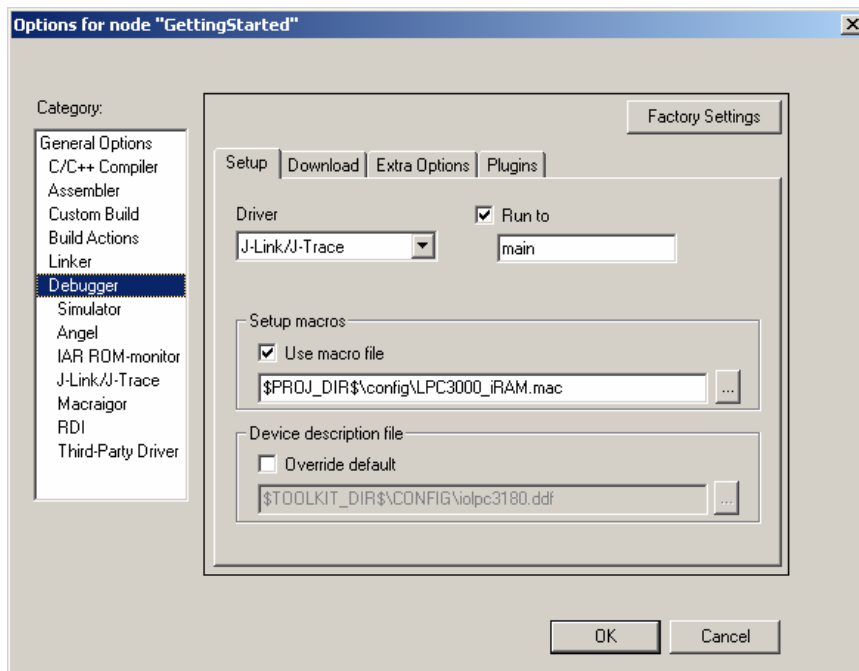 Options for node "GettingStarted"
Category:
General Options
C/C++ Compiler
Assembler
Custom Build
Build Actions
Linker
Debugger
Simulator
Angel
IAR ROM-monitor
J-Link/J-Trace
Macraigor
RDI
Third-Party Driver
Factory Settings
Setup Download Extra Options Plugins
Driver Run to
J-Link/J-Trace main
Setup macros
Use macro file
$PROJ_DIR$\config\LPC3000_iRAM.mac ...
Device description file
Override default
$TOOLKIT_DIR$\CONFIG\iolpc3180.ddf ...
OK Cancel